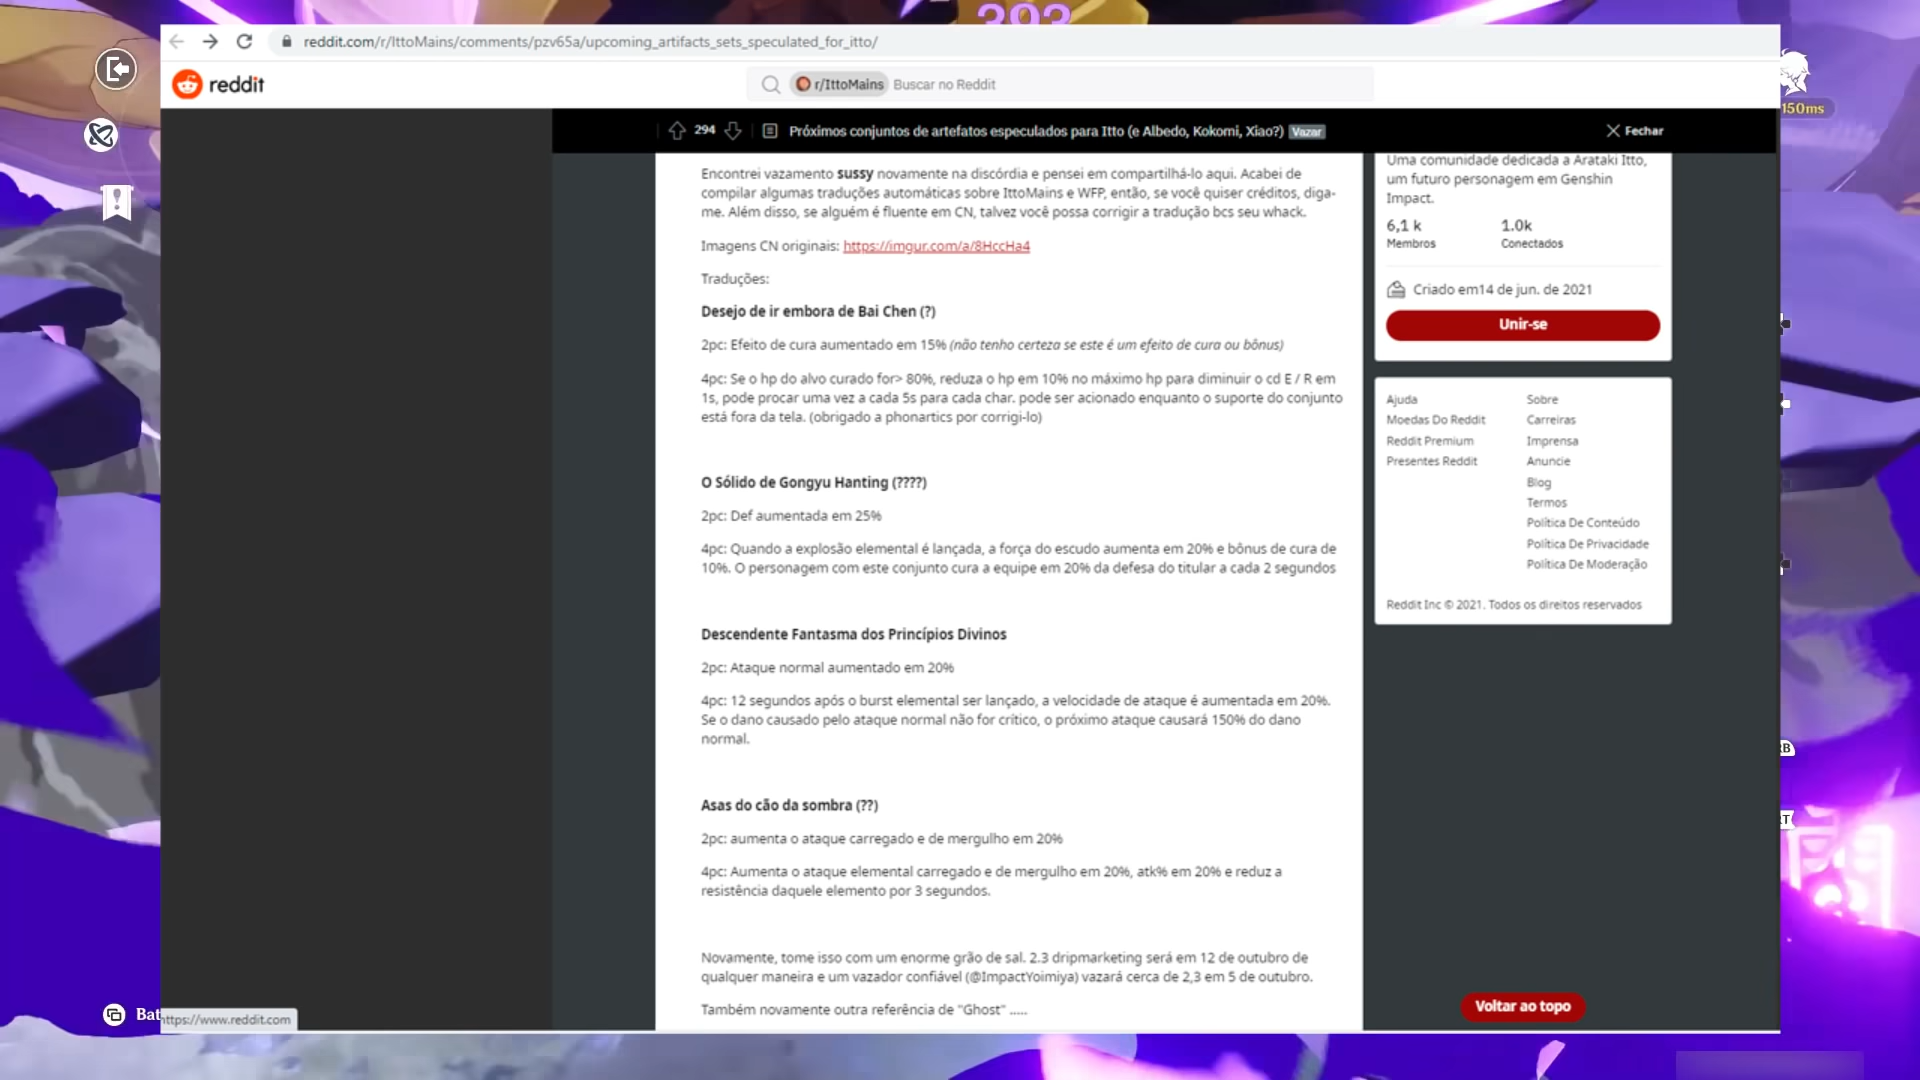 393
reddit.com/r/IttoMains/comments/pzv65a/upcoming_artifacts_sets_speculated_for_itto/
reddit
r/IttoMains Buscar no Reddit
150ms
294 Próximos conjuntos de artefatos especulados para Itto (e Albedo, Kokomi, Xiao?) Vazar
Fechar
Encontrei vazamento sussy novamente na discórdia e pensei em compartilhá-lo aqui. Acabei de
compilar algumas traduções automáticas sobre IttoMains e WFP, então, se você quiser créditos, diga-
me. Além disso, se alguém é fluente em CN, talvez você possa corrigir a tradução bcs seu whack.
Imagens CN originais: https://imgur.com/a/8HccHa4
Traduções:
Desejo de ir embora de Bai Chen (?)
2pc: Efeito de cura aumentado em 15% (não tenho certeza se este é um efeito de cura ou bônus)
4pc: Se o hp do alvo curado for> 80%, reduza o hp em 10% no máximo hp para diminuir o cd E / R em
1s, pode procar uma vez a cada 5s para cada char. pode ser acionado enquanto o suporte do conjunto
está fora da tela. (obrigado a phonartics por corrigi-lo)
O Sólido de Gongyu Hanting (????)
2pc: Def aumentada em 25%
4pc: Quando a explosão elemental é lançada, a força do escudo aumenta em 20% e bônus de cura de
10%. O personagem com este conjunto cura a equipe em 20% da defesa do titular a cada 2 segundos
Descendente Fantasma dos Princípios Divinos
2pc: Ataque normal aumentado em 20%
4pc: 12 segundos após o burst elemental ser lançado, a velocidade de ataque é aumentada em 20%.
Se o dano causado pelo ataque normal não for crítico, o próximo ataque causará 150% do dano
normal.
Asas do cão da sombra (??)
2pc: aumenta o ataque carregado e de mergulho em 20%
4pc: Aumenta o ataque elemental carregado e de mergulho em 20%, atk% em 20% e reduz a
resistência daquele elemento por 3 segundos.
Novamente, tome isso com um enorme grão de sal. 2.3 dripmarketing será em 12 de outubro de
qualquer maneira e um vazador confiável (@ImpactYoimiya) vazará cerca de 2,3 em 5 de outubro.
Também novamente outra referência de "Ghost" .....
Uma comunidade dedicada a Arataki Itto,
um futuro personagem em Genshin
Impact.
6,1 k 1.0k
Membros Conectados
Criado em14 de jun. de 2021
Unir-se
Ajuda Sobre
Moedas Do Reddit Carreiras
Reddit Premium Imprensa
Presentes Reddit Anuncie
Blog
Termos
Política De Conteúdo
Política De Privacidade
Política De Moderação
Reddit Inc © 2021. Todos os direitos reservados
Voltar ao topo
Bat
https://www.reddit.com